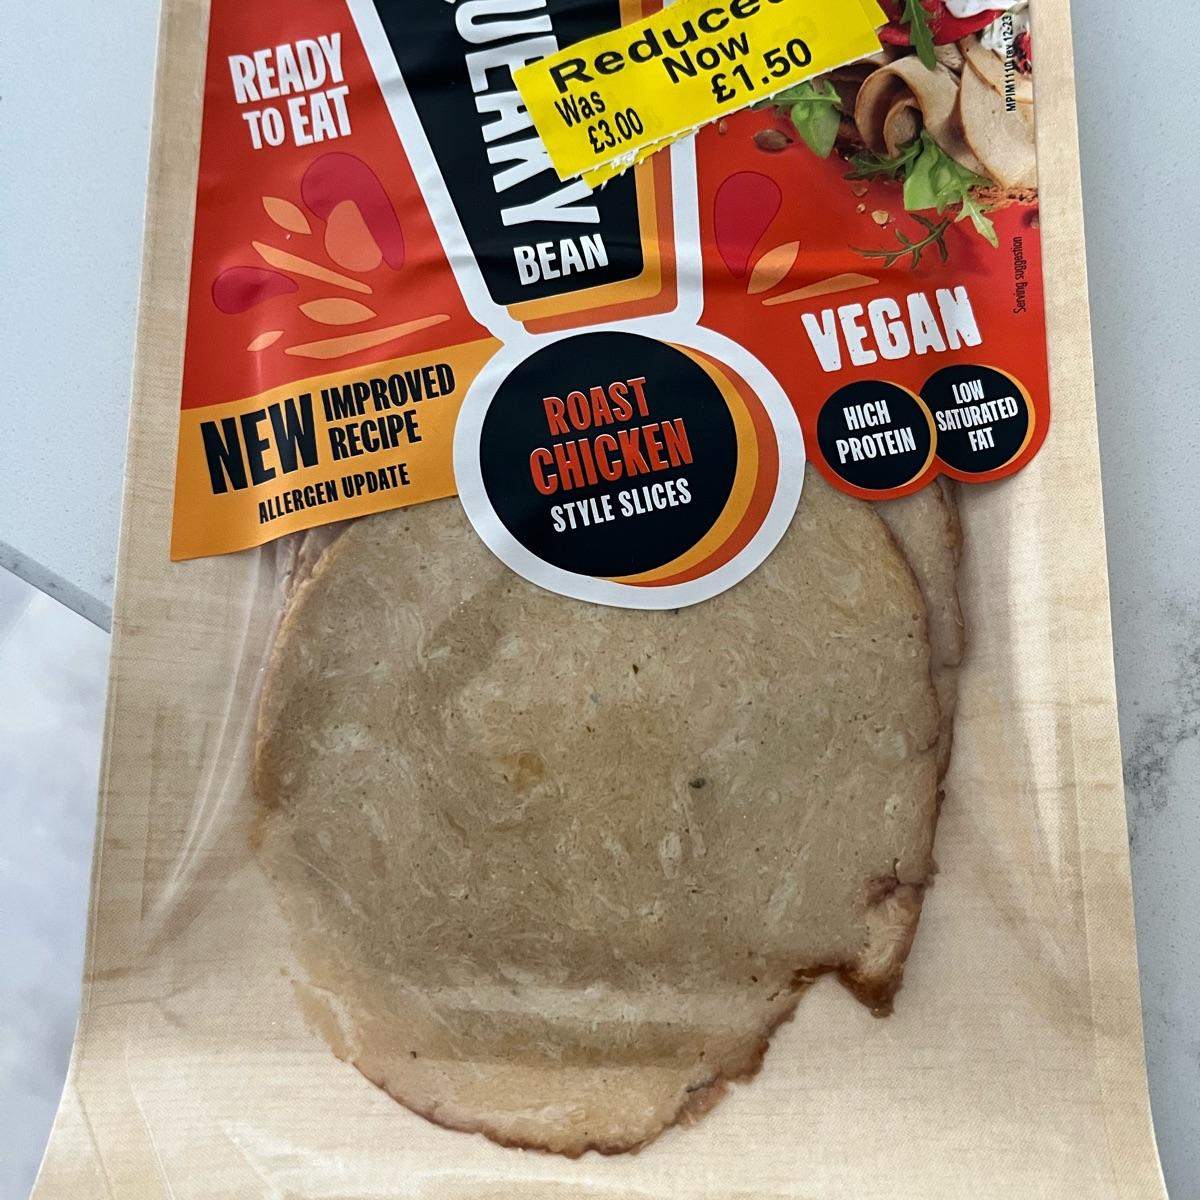 READY
TO EAT
BEAN
Reduced
Now
Was
£1.50
£3.00
Serving suggestion
VEGAN
HIGH
PROTEIN
LOW
SATURATED
FAT
NEW IMPROVED
RECIPE
ALLERGEN UPDATE
ROAST
CHICKEN
STYLE SLICES